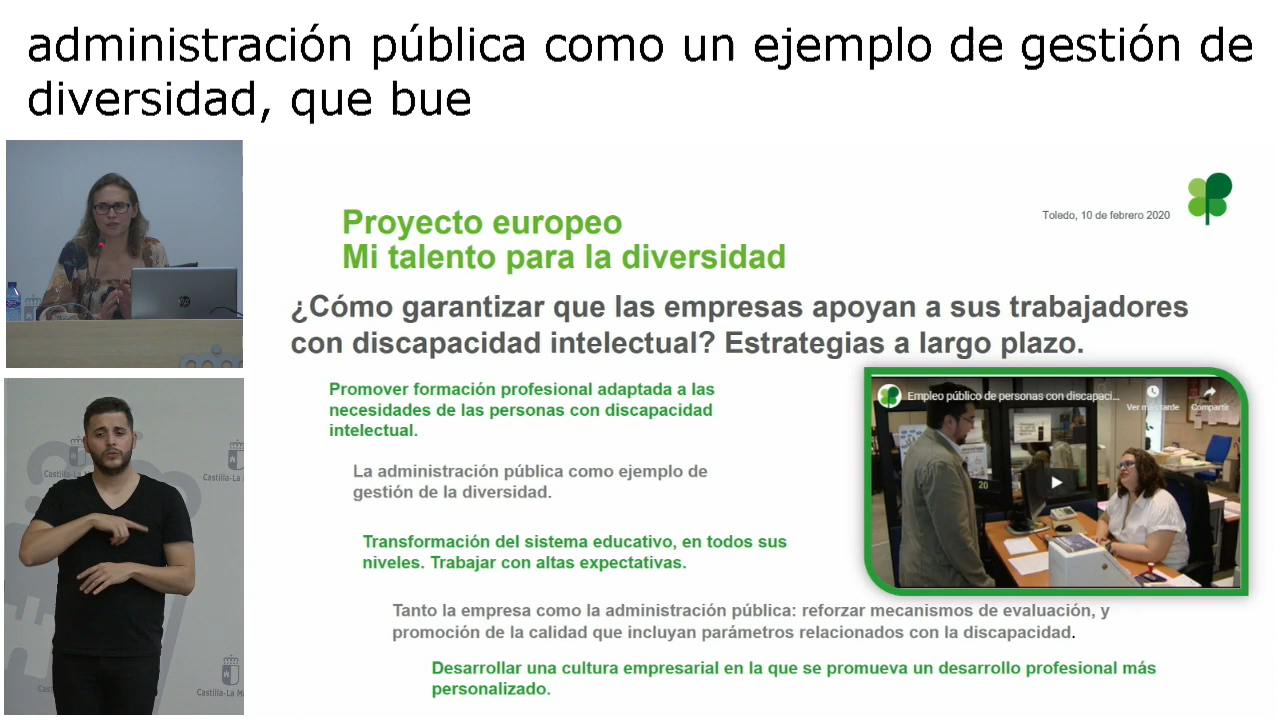 administración pública como un ejemplo de gestión de
diversidad, que bue
Toledo, 10 de febrero 2020
Proyecto europeo
Mi talento para la diversidad
¿Cómo garantizar que las empresas apoyan a sus trabajadores
con discapacidad intelectual? Estrategias a largo plazo.
Promover formación profesional adaptada a las
necesidades de las personas con discapacidad
intelectual.
La administración pública como ejemplo de
gestión de la diversidad.
Transformación del sistema educativo, en todos sus
niveles. Trabajar con altas expectativas.
Tanto la empresa como la administración pública: reforzar mecanismos de evaluación, y
promoción de la calidad que incluyan parámetros relacionados con la discapacidad.
Desarrollar una cultura empresarial en la que se promueva un desarrollo profesional más
personalizado.
Empleo público de personas con discapaci...
Ver más tarde
Compartir
20
hp
Castilla-La M
Castilla-La M
Castilla-La M
Cast